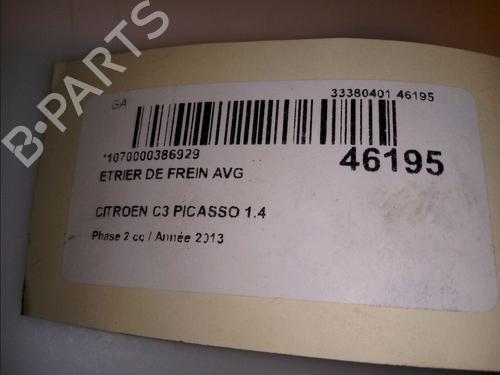 B-PARTS
GA
33380401 46195
*1070000386929
46195
ETRIER DE FREIN AVG
CITROEN C3 PICASSO 1.4
Phase 2 cc / Année 2013